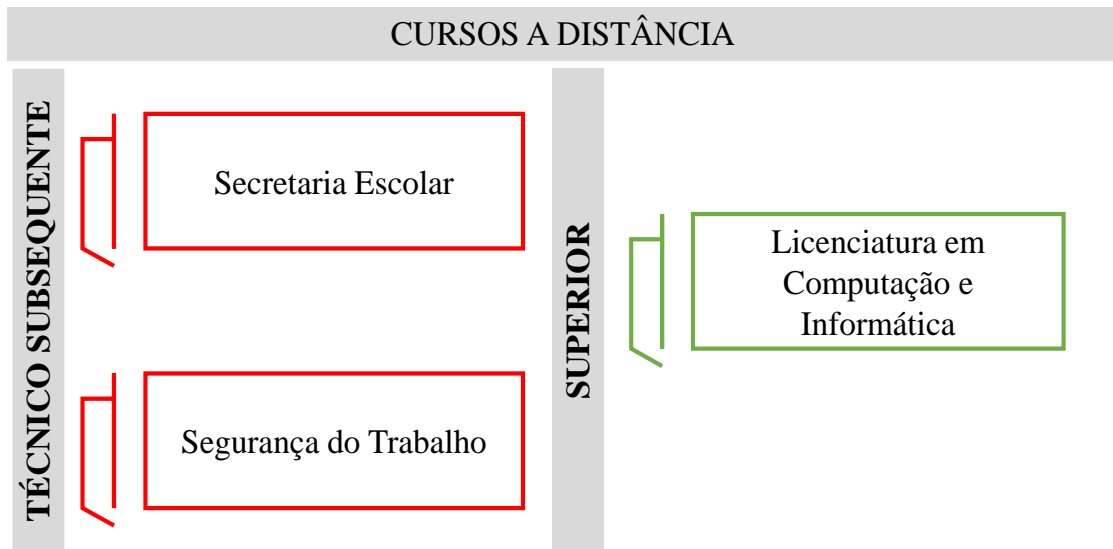 CURSOS A DISTÂNCIA
TÉCNICO SUBSEQUENTE
Secretaria Escolar
Segurança do Trabalho
SUPERIOR
Licenciatura em
Computação e
Informática